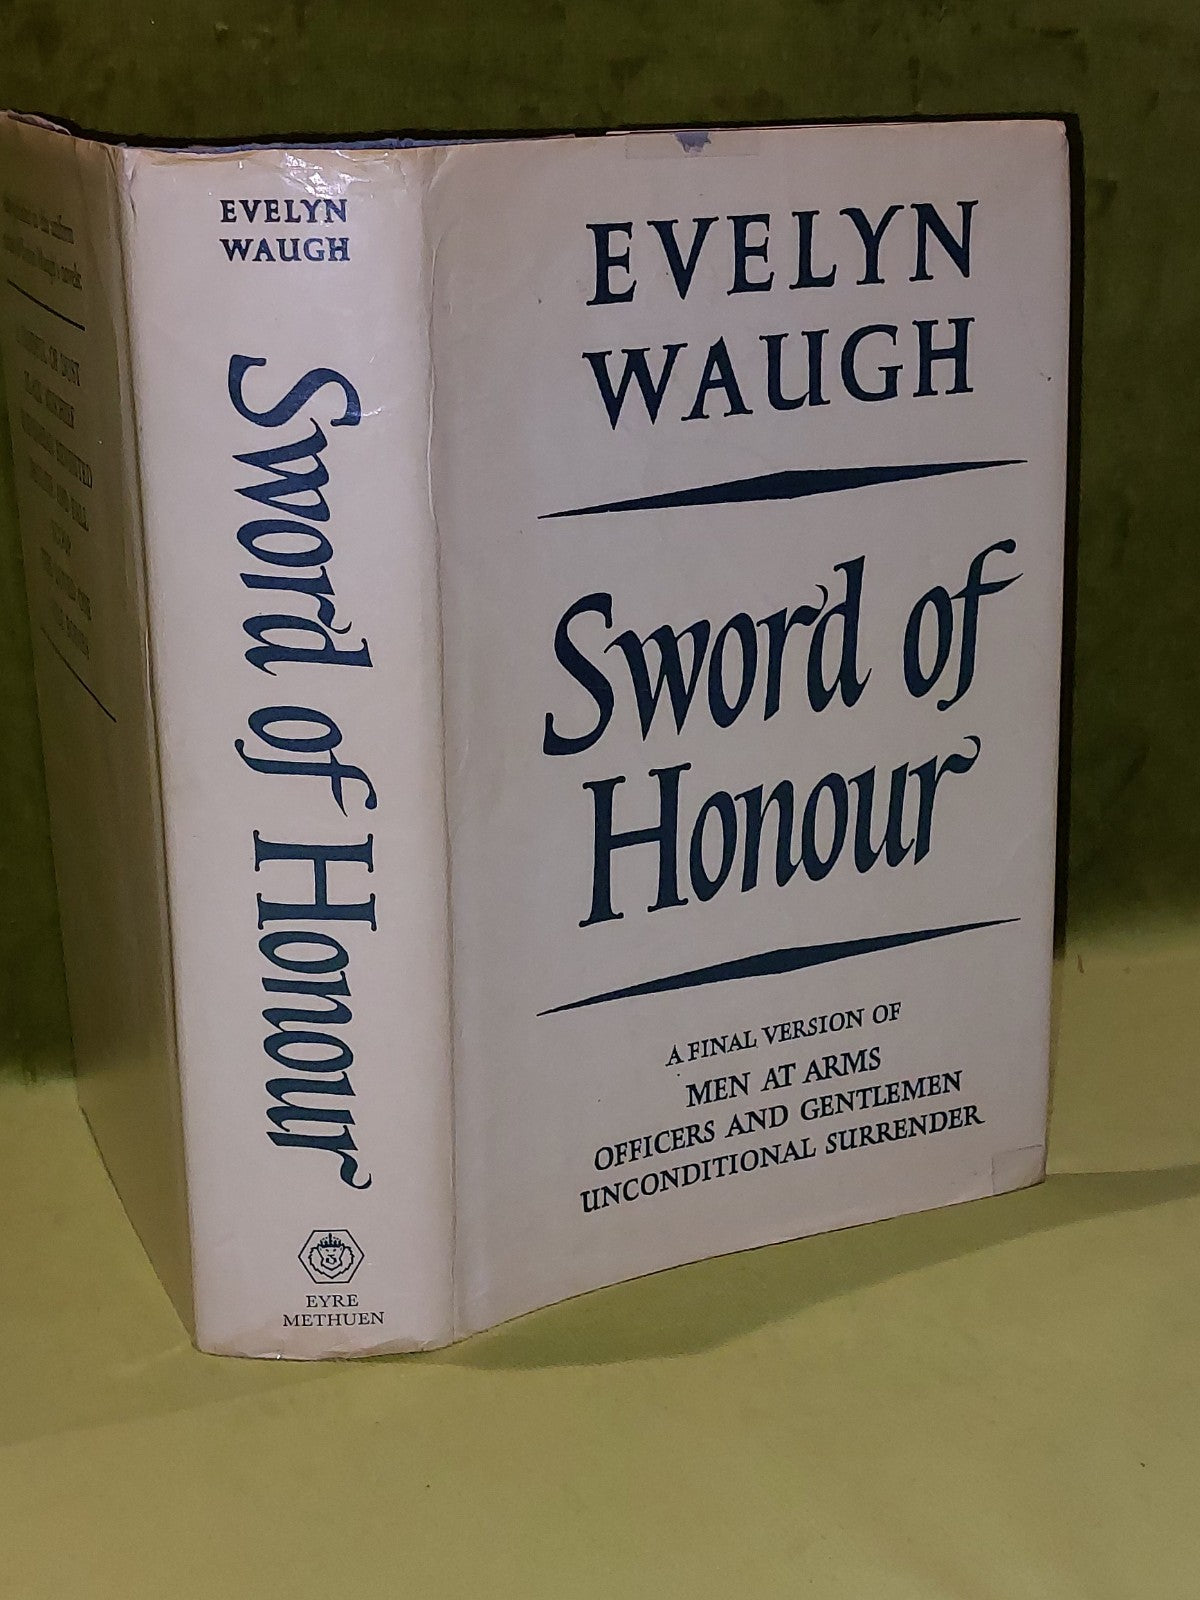 EVELYN
WAUGH
Sword of Honour
EYRE
METHUEN
EVELYN
WAUGH
Sword of
Honour
A FINAL VERSION OF
MEN AT ARMS
OFFICERS AND GENTLEMEN
UNCONDITIONAL SURRENDER